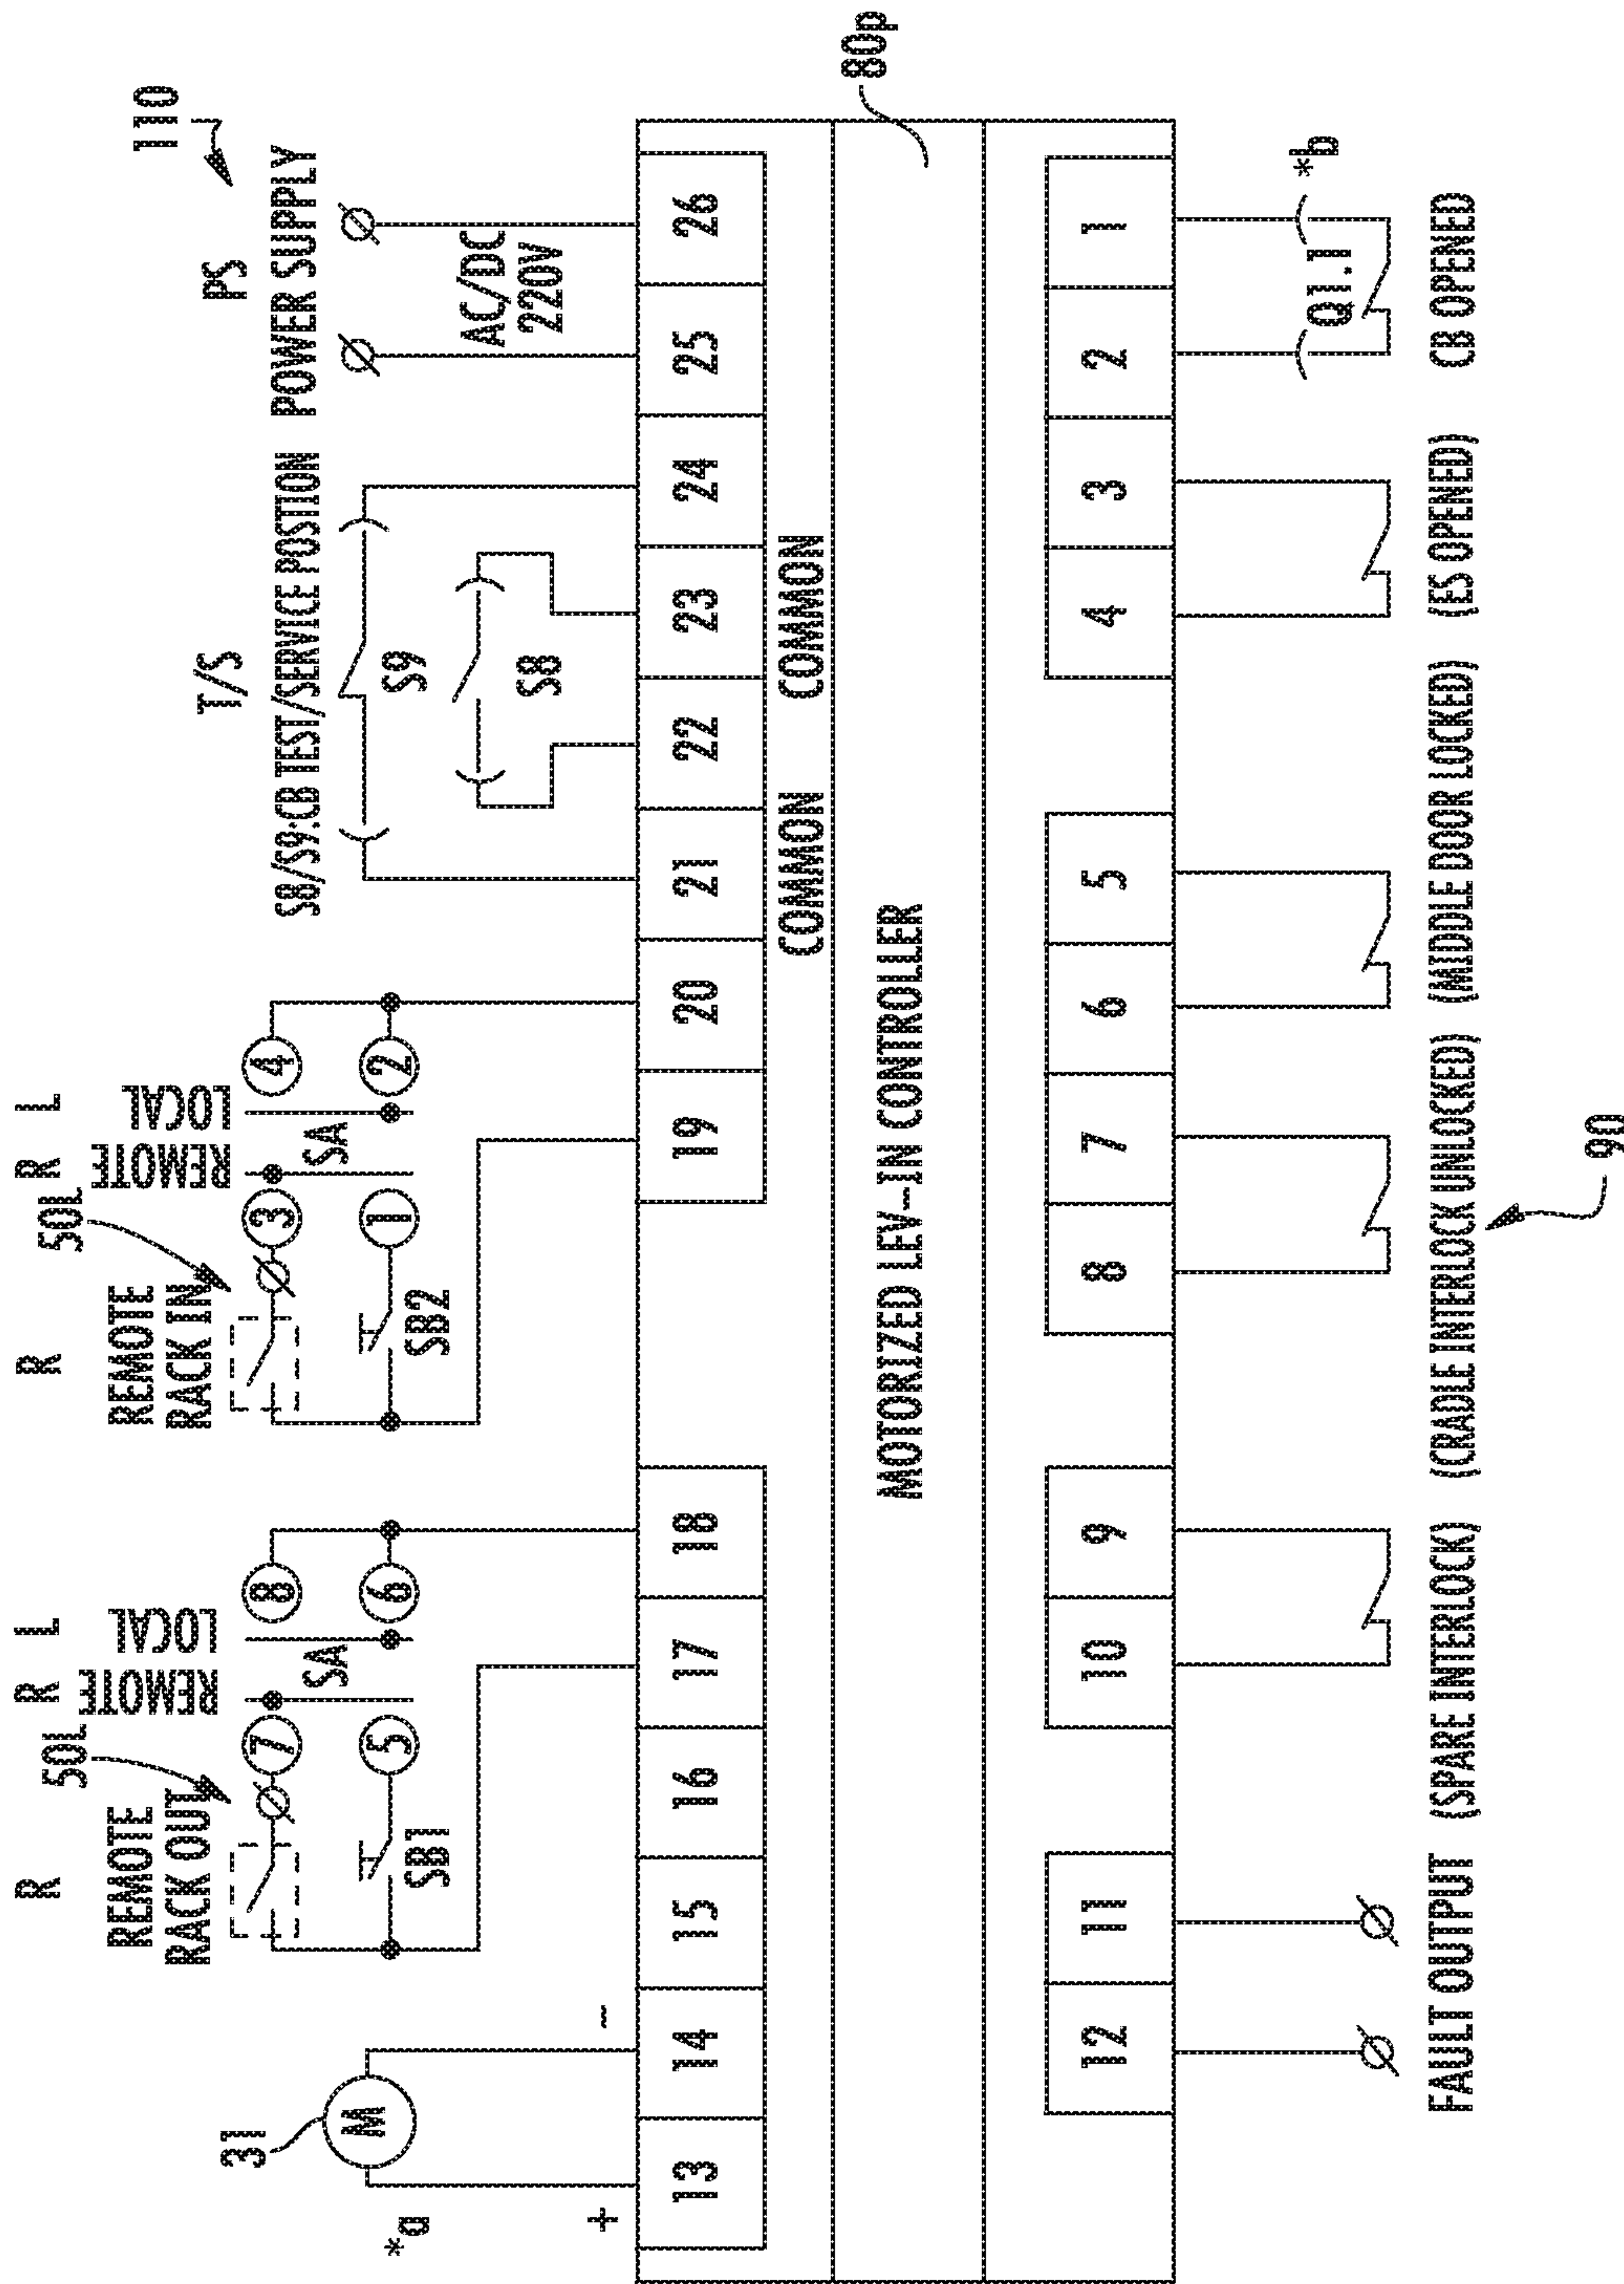 110
PS
POWER SUPPLY
AC/DC
220V
T/S
S8/S9:CB TEST/SERVICE POSTION
S9
S8
R L
REMOTE LOCAL
SA
50L
R
REMOTE
RACK IN
3 4
1 2
SB2
R L
REMOTE LOCAL
SA
50L
R
REMOTE
RACK OUT
7 8
5 6
SB1
31
M
*a
+ -
13 14 15 16 17 18 19 20 21 22 23 24 25 26
COMMON COMMON
MOTORIZED LEV-IN CONTROLLER
80p
12 11 10 9 8 7 6 5 4 3 2 1
Q1.1
*b
FAULT OUTPUT
(SPARE INTERLOCK)
(CRADLE INTERLOCK UNLOCKED)
(MIDDLE DOOR LOCKED)
(ES OPENED)
CB OPENED
90